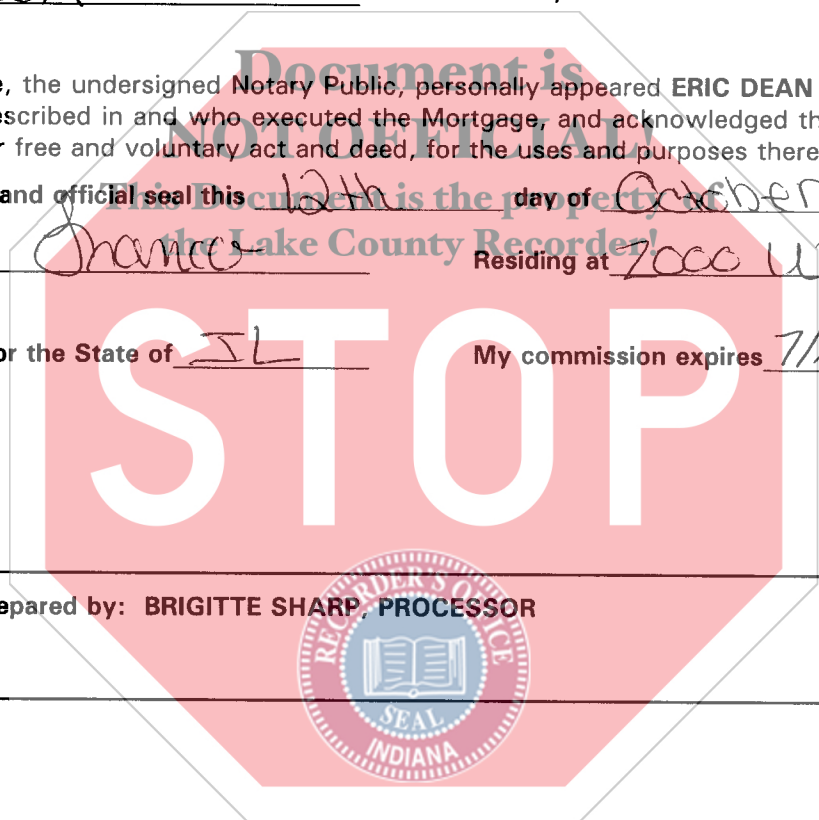 Document is
, the undersigned Notary Public, personally appeared ERIC DEAN
escribed in and who executed the Mortgage, and acknowledged th
NOT OFFICIAL!
r free and voluntary act and deed, for the uses and purposes there
This Document is the property of
and official seal this 12th day of October
the Lake County Recorder!
Residing at 7000 W
or the State of IL My commission expires 7/
STOP
epared by: BRIGITTE SHARP, PROCESSOR
RECORDER'S OFFICE
SEAL
INDIANA